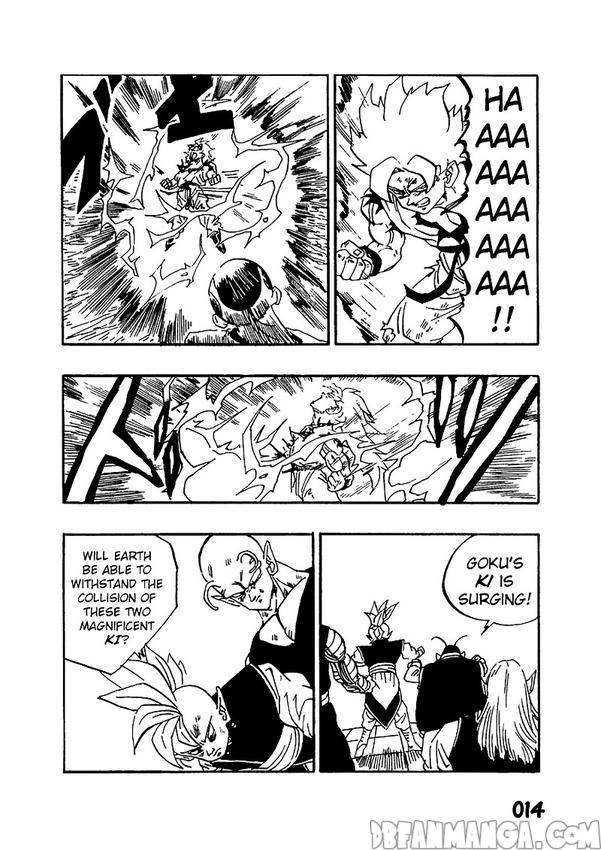 HA
AAA
AAA
AAA
AAA
AAA
!!
GOKU'S
KI IS
SURGING!
WILL EARTH
BE ABLE TO
WITHSTAND THE
COLLISION OF
THESE TWO
MAGNIFICENT
KI?
014
DBFANMANGA.COM